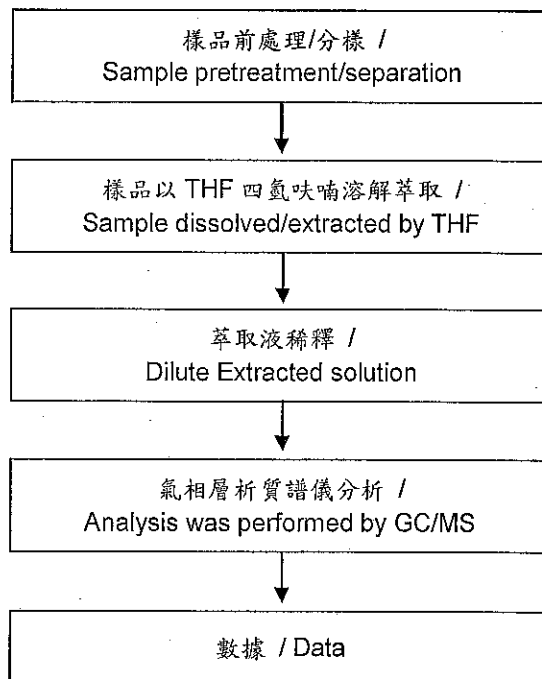 樣品前處理/分樣 /
Sample pretreatment/separation
樣品以 THF 四氫呋喃溶解萃取 /
Sample dissolved/extracted by THF
萃取液稀釋 /
Dilute Extracted solution
氣相層析質譜儀分析 /
Analysis was performed by GC/MS
數據 / Data